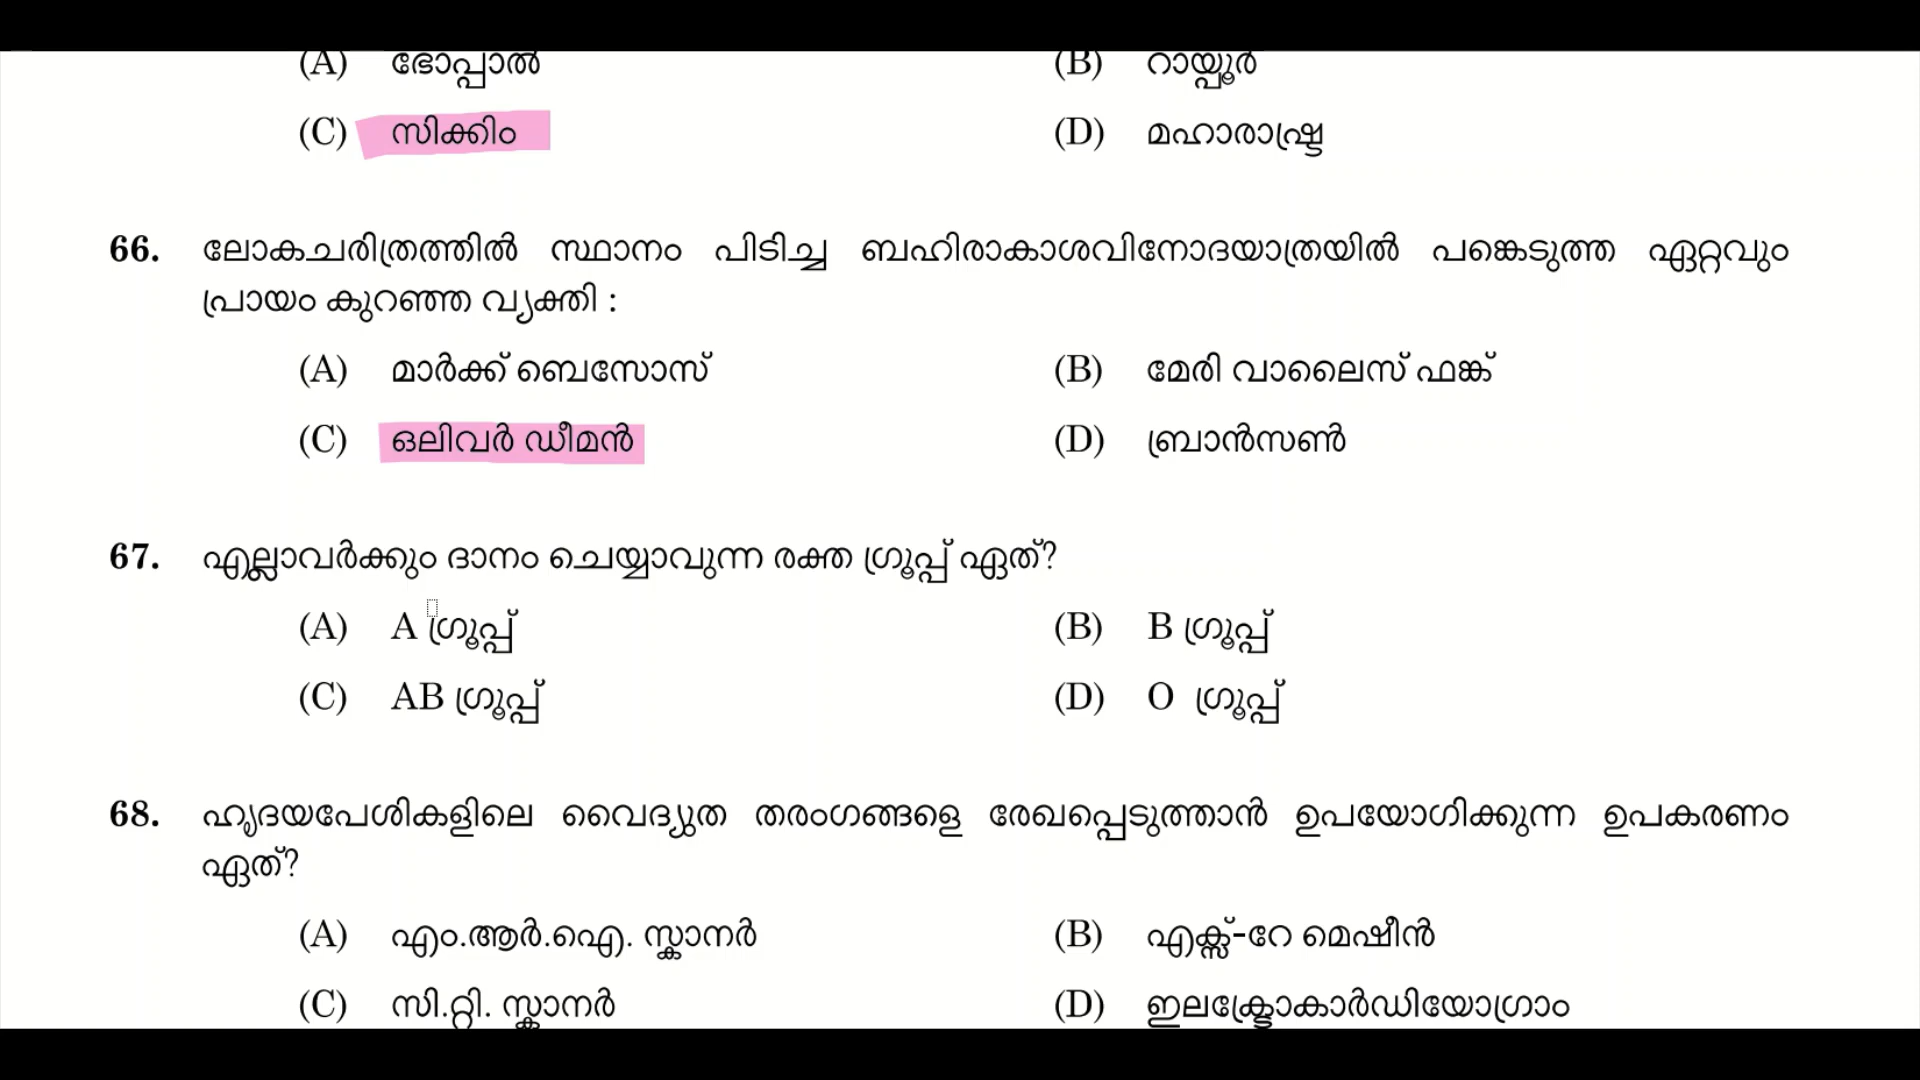 (A) ഭോപ്പാൽ (B) റായ്പൂർ
(C) സിക്കിം (D) മഹാരാഷ്ട്ര
66. ലോകചരിത്രത്തിൽ സ്ഥാനം പിടിച്ച ബഹിരാകാശവിനോദയാത്രയിൽ പങ്കെടുത്ത ഏറ്റവും
പ്രായം കുറഞ്ഞ വ്യക്തി :
(A) മാർക്ക് ബെസോസ് (B) മേരി വാലൈസ് ഫങ്ക്
(C) ഒലിവർ ഡീമൻ (D) ബ്രാൻസൺ
67. എല്ലാവർക്കും ദാനം ചെയ്യാവുന്ന രക്ത ഗ്രൂപ്പ് ഏത്?
(A) A ഗ്രൂപ്പ് (B) B ഗ്രൂപ്പ്
(C) AB ഗ്രൂപ്പ് (D) O ഗ്രൂപ്പ്
68. ഹൃദയപേശികളിലെ വൈദ്യുത തരംഗങ്ങളെ രേഖപ്പെടുത്താൻ ഉപയോഗിക്കുന്ന ഉപകരണം
ഏത്?
(A) എം.ആർ.ഐ. സ്കാനർ (B) എക്സ്-റേ മെഷീൻ
(C) സി.റ്റി. സ്കാനർ (D) ഇലക്ട്രോകാർഡിയോഗ്രാം